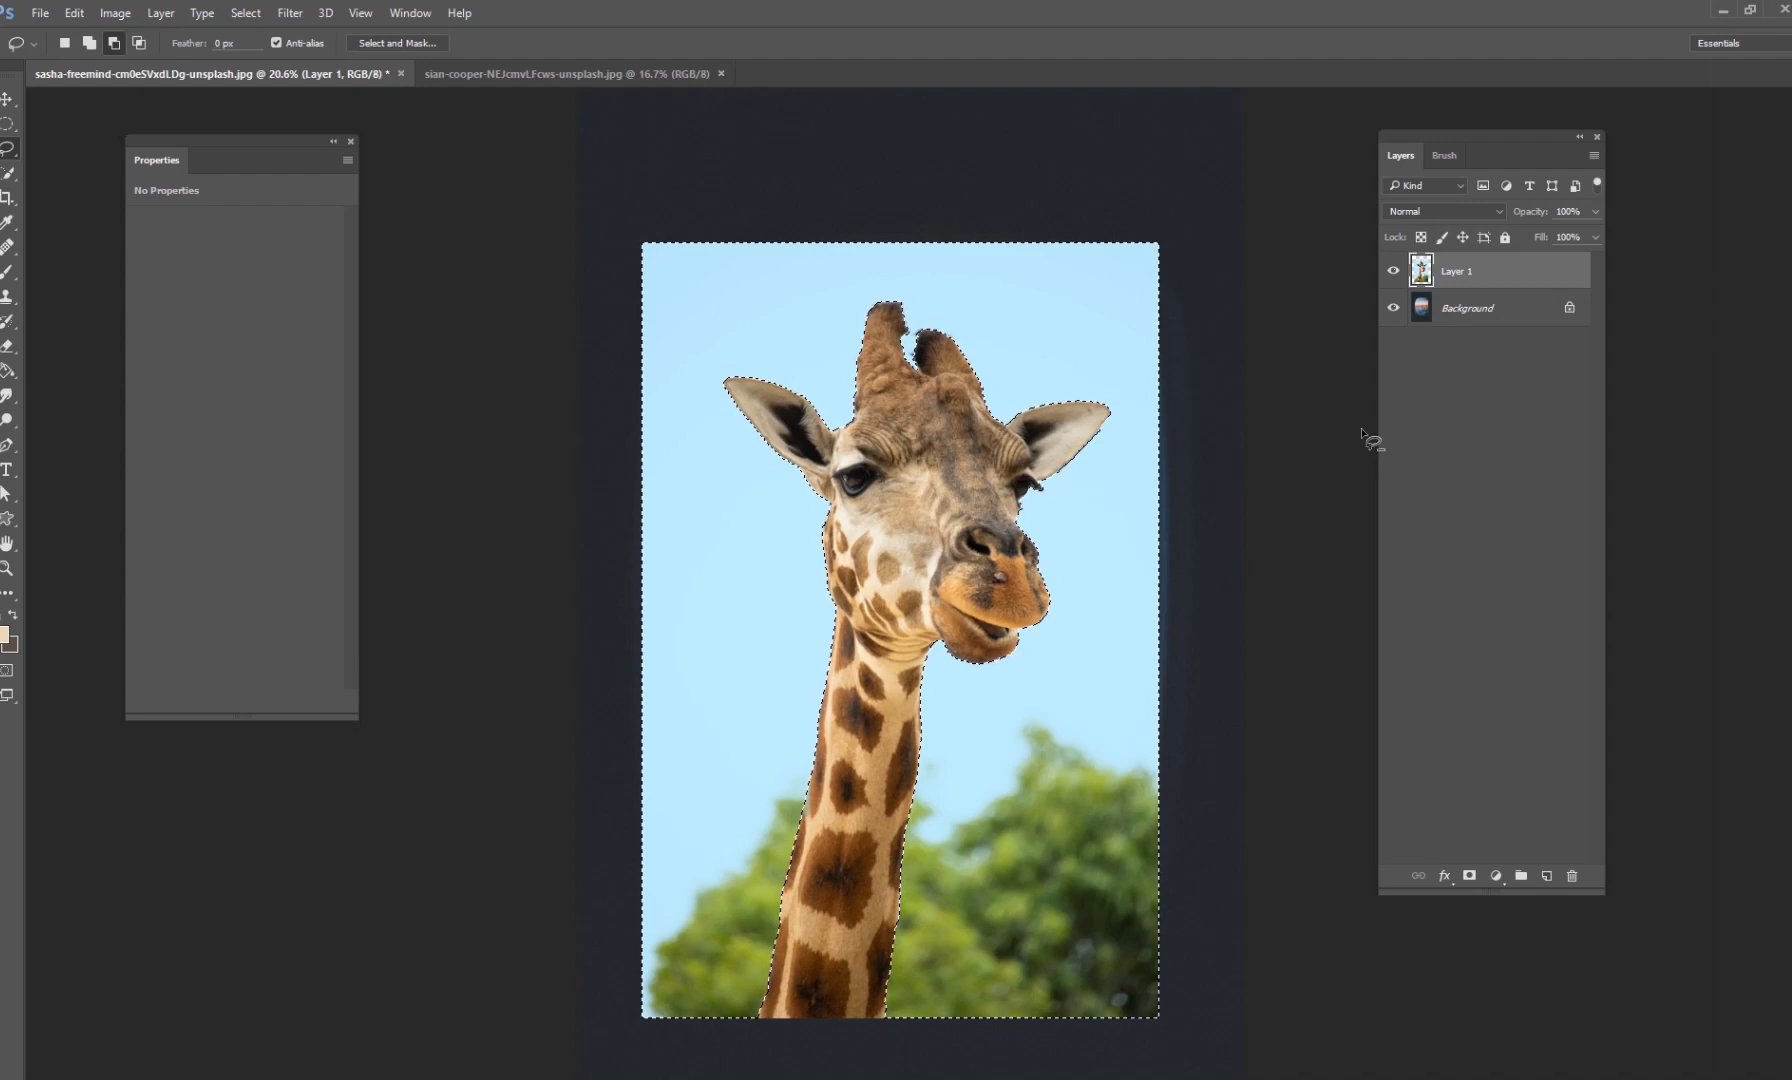 Ps File Edit Image Layer Type Select Filter 3D View Window Help
Feather: 0 px Anti-alias Select and Mask... Essentials
sasha-freemind-cm0eSVxdLDg-unsplash.jpg @ 20.6% (Layer 1, RGB/8) * × sian-cooper-NEJcmvLFcws-unsplash.jpg @ 16.7% (RGB/8) ×
Properties
No Properties
Layers Brush
Kind
Normal Opacity: 100%
Lock: Fill: 100%
Layer 1
Background
fx